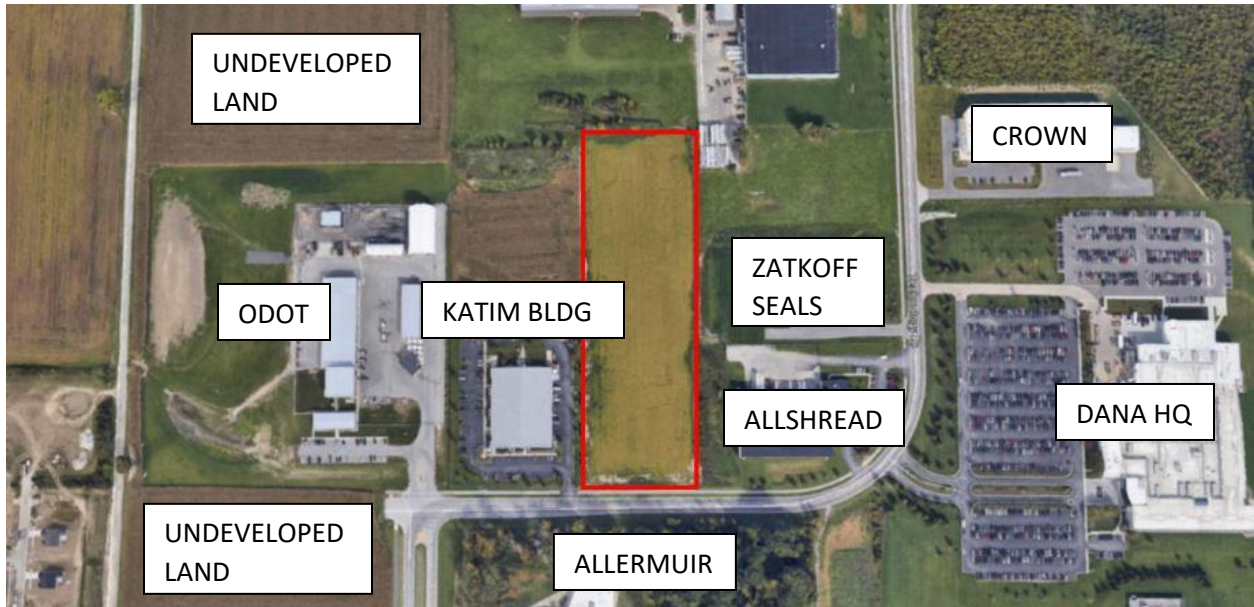 UNDEVELOPED
LAND
CROWN
ZATKOFF
SEALS
ODOT
KATIM BLDG
ALLSHREAD
DANA HQ
UNDEVELOPED
LAND
ALLERMUIR